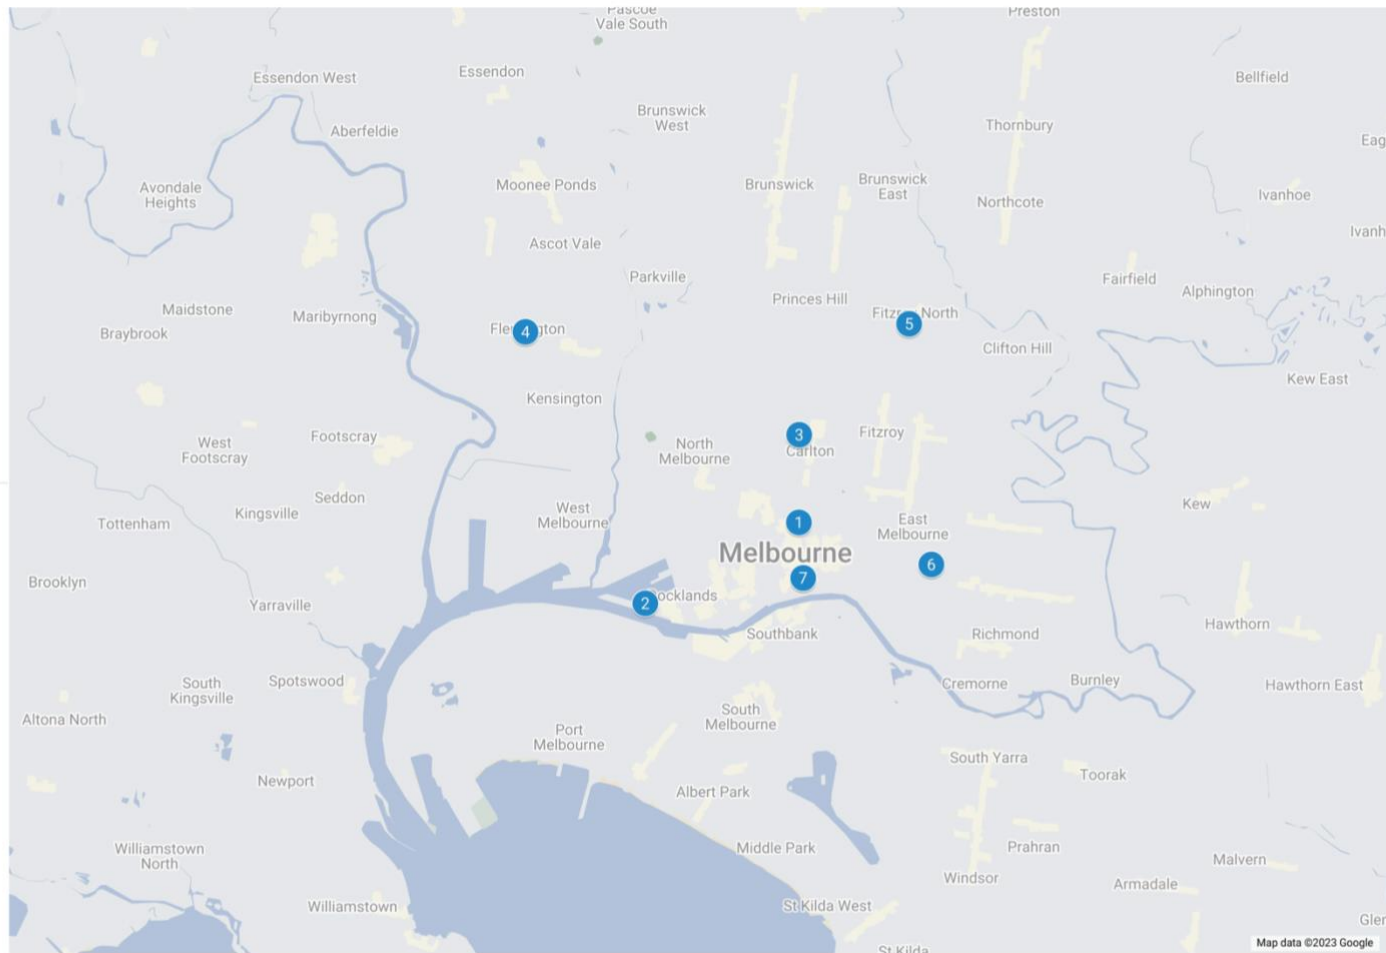 Pascoe
Vale South
Preston
Essendon West
Essendon
Bellfield
Brunswick
West
Aberfeldie
Thornbury
Eag
Avondale
Heights
Moonee Ponds
Brunswick
Brunswick
East
Northcote
Ivanhoe
Ascot Vale
Ivanh
Parkville
Princes Hill
Fairfield
Alphington
Maidstone
Maribyrnong
Braybrook
4
5
North
Clifton Hill
Kew East
Kensington
West
Footscray
Footscray
North
Melbourne
3
Carlton
Fitzroy
Seddon
Kingsville
Tottenham
West
Melbourne
1
East
Melbourne
Kew
Melbourne
6
7
Brooklyn
Yarraville
2
Southbank
Richmond
Hawthorn
South
Kingsville
Spotswood
Cremorne
Burnley
Hawthorn East
Altona North
South
Melbourne
Port
Melbourne
South Yarra
Toorak
Newport
Albert Park
Williamstown
North
Middle Park
Prahran
Malvern
Windsor
Armadale
Williamstown
St Kilda West
Gler
St Kilda
Map data ©2023 Google